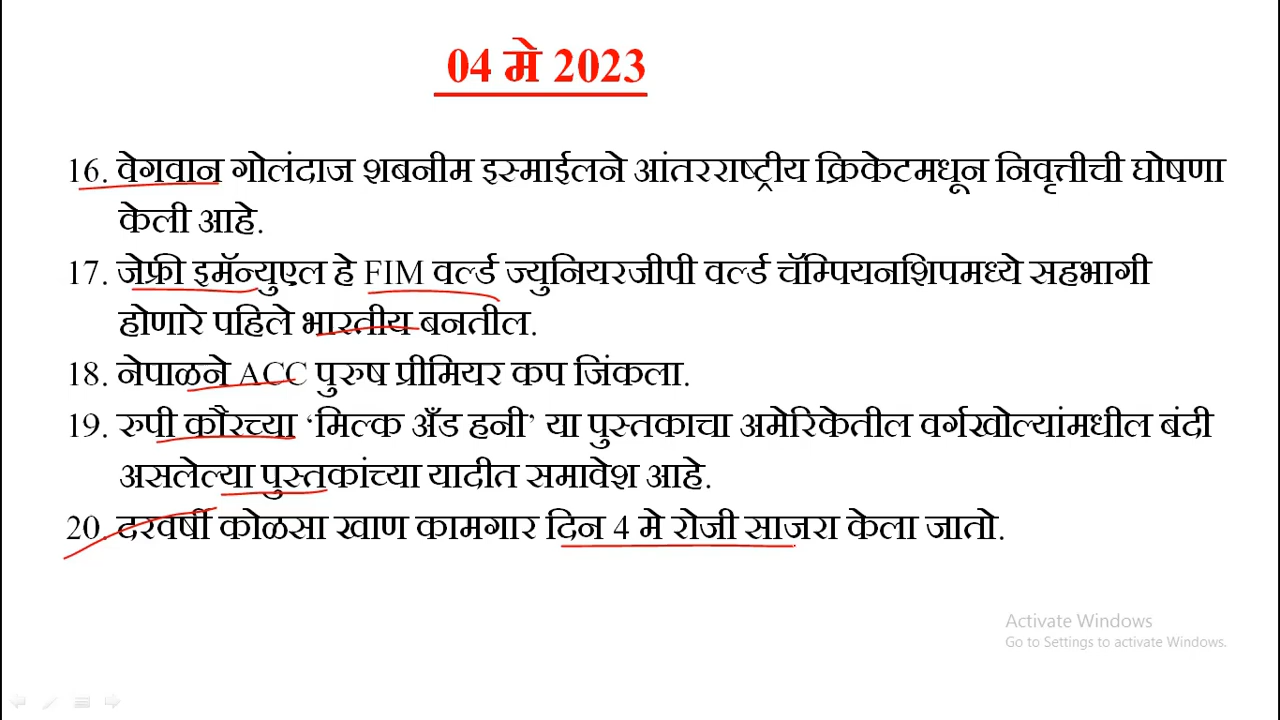 04 मे 2023
16. वेगवान गोलंदाज शबनीम इस्माईलने आंतरराष्ट्रीय क्रिकेटमधून निवृत्तीची घोषणा
केली आहे.
17. जेफ्री इमॅन्युएल हे FIM वर्ल्ड ज्युनियरजीपी वर्ल्ड चॅम्पियनशिपमध्ये सहभागी
होणारे पहिले भारतीय बनतील.
18. नेपाळने ACC पुरुष प्रीमियर कप जिंकला.
19. रुपी कौरच्या ‘मिल्क अँड हनी’ या पुस्तकाचा अमेरिकेतील वर्गखोल्यांमधील बंदी
असलेल्या पुस्तकांच्या यादीत समावेश आहे.
20. दरवर्षी कोळसा खाण कामगार दिन 4 मे रोजी साजरा केला जातो.
Activate Windows
Go to Settings to activate Windows.